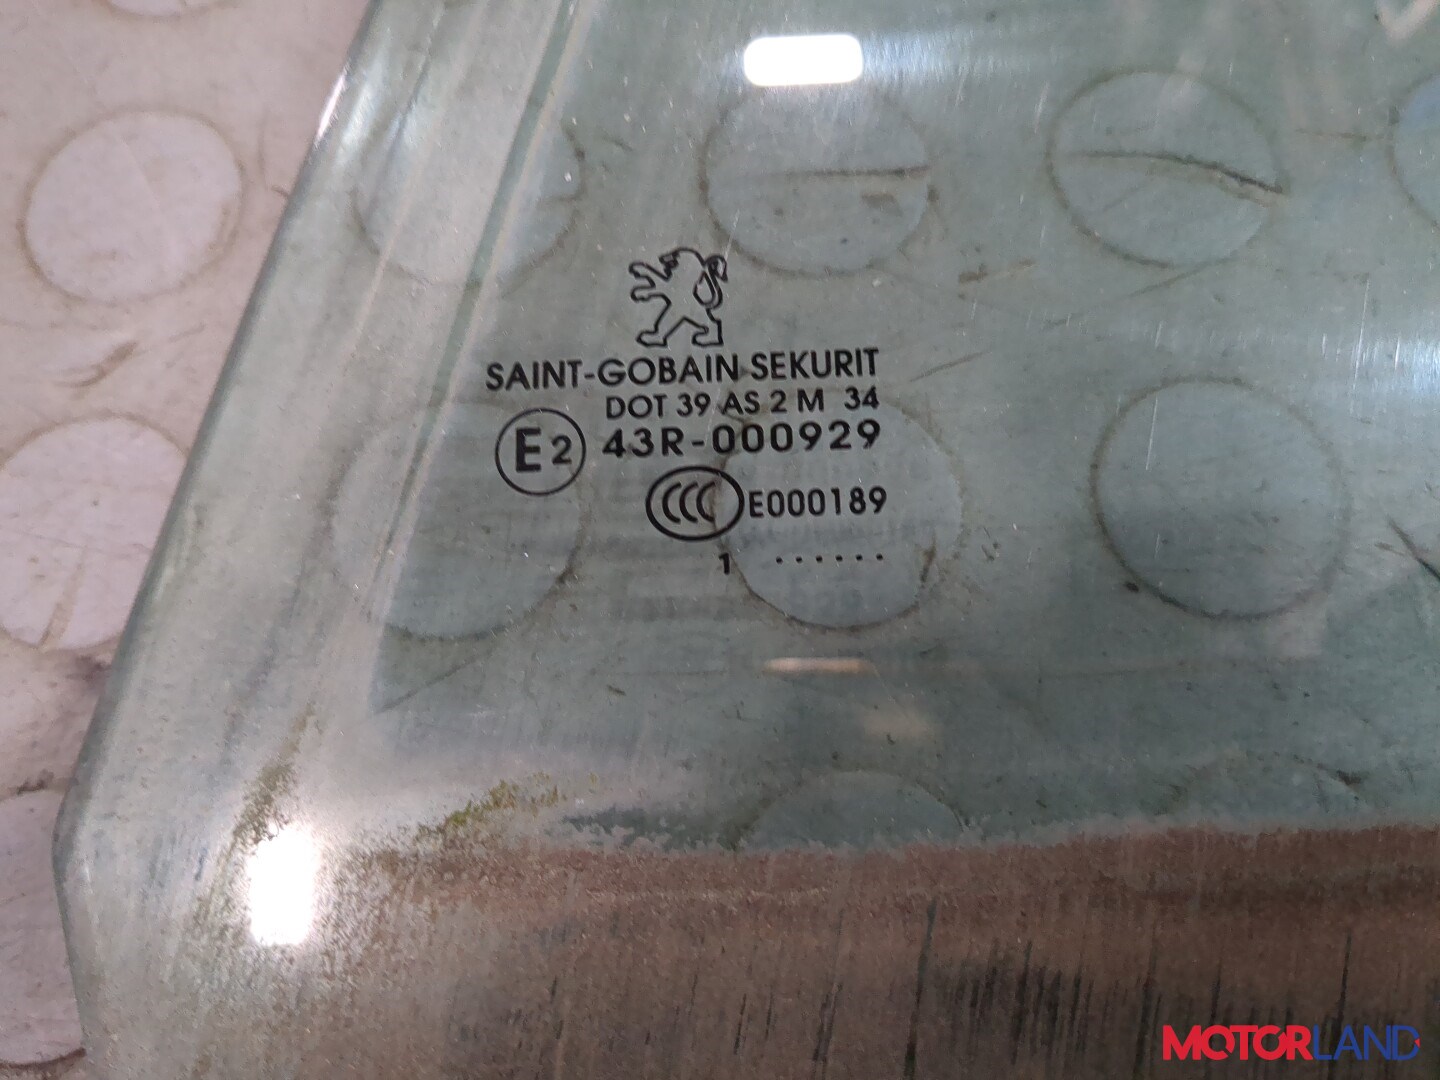 SAINT-GOBAIN SEKURIT
DOT 39 AS 2 M 34
E2 43R-000929
CCC E000189
1 ······
MOTORLAND